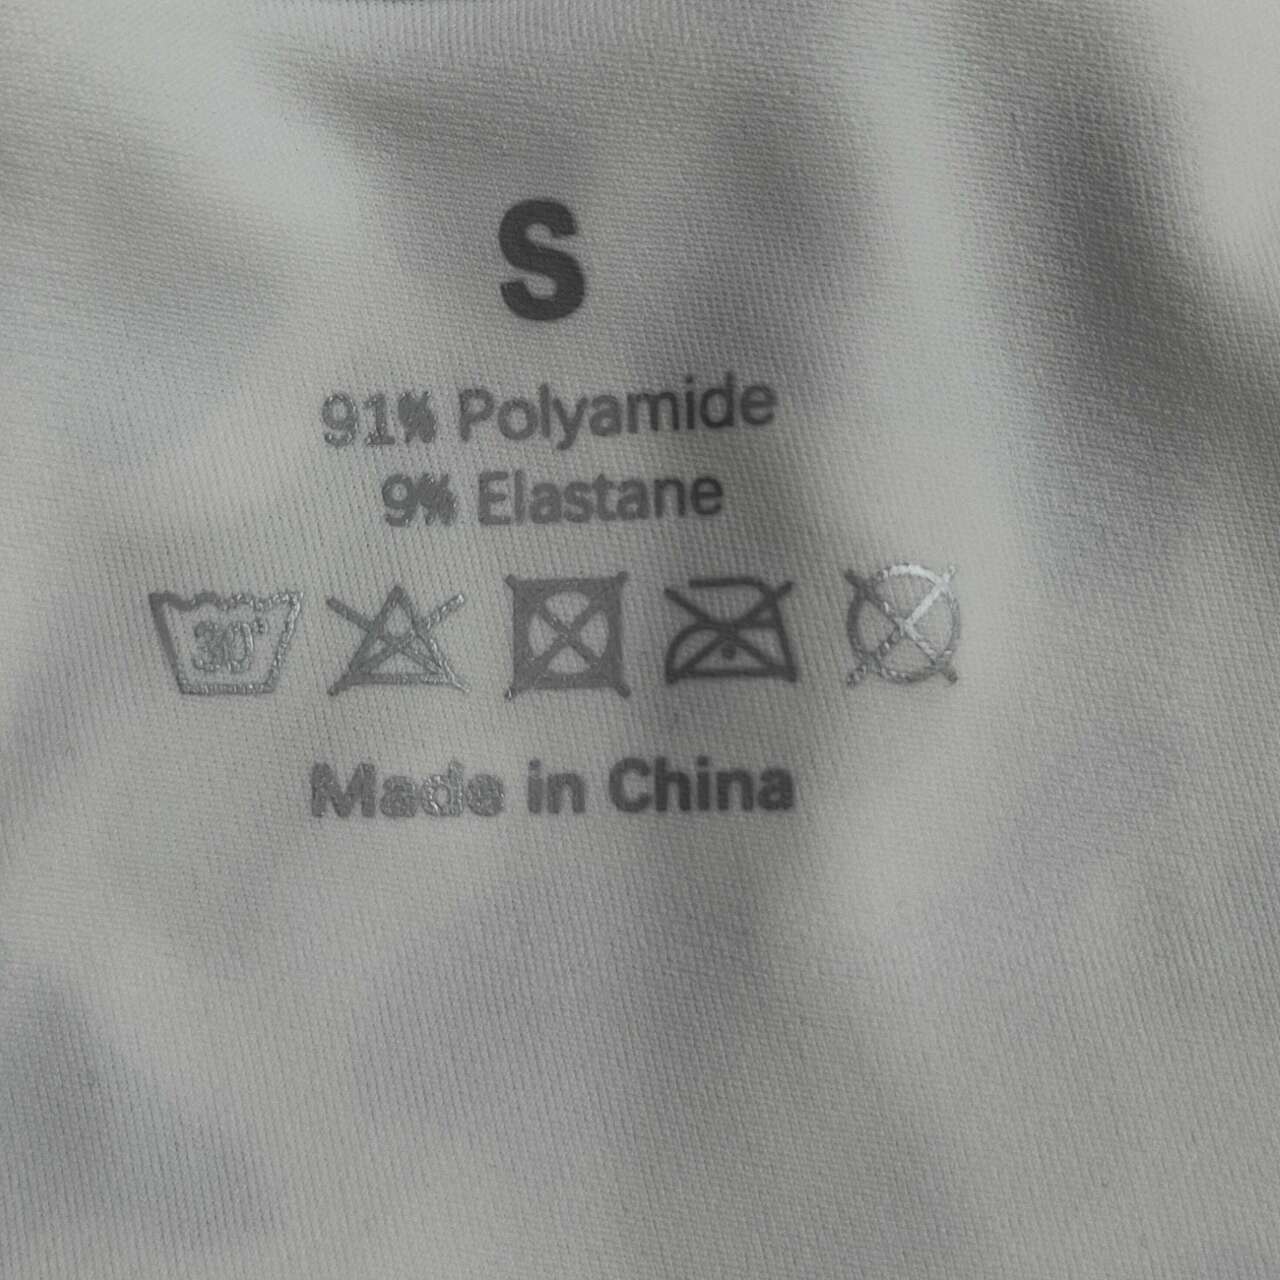 S
91% Polyamide
9% Elastane
30°
Made in China